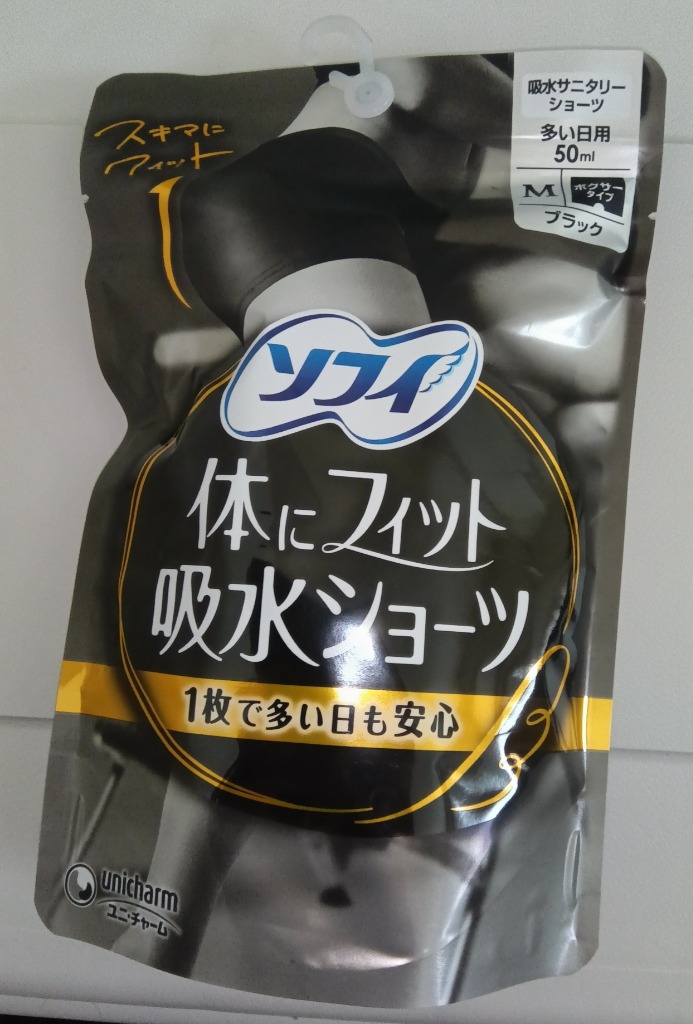 スキマに
フィット
吸水サニタリー
ショーツ
多い日用
50ml
M
ボクサー
タイプ
ブラック
ソフィ
体にフィット
吸水ショーツ
1枚で多い日も安心
unicharm
ユニ・チャーム